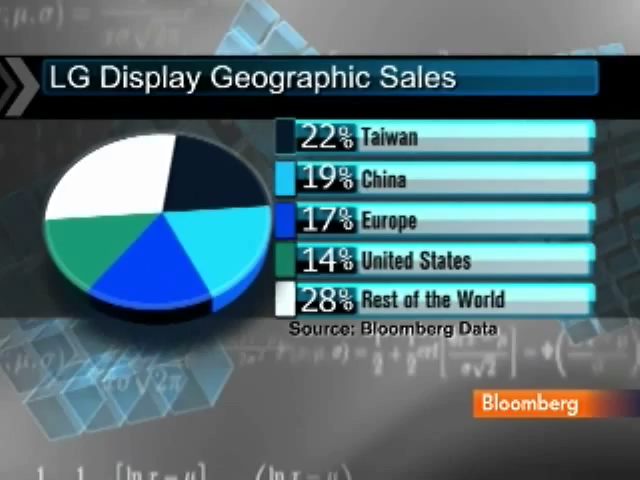 LG Display Geographic Sales
22% Taiwan
19% China
17% Europe
14% United States
28% Rest of the World
Source: Bloomberg Data
Bloomberg